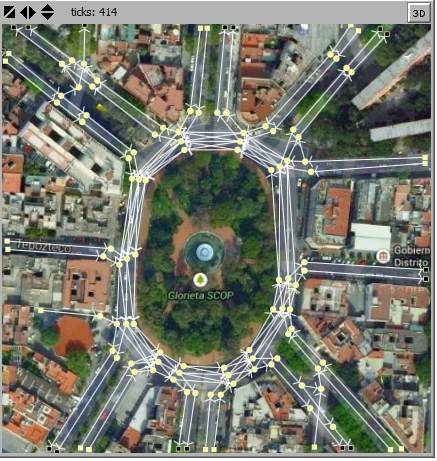 ticks: 414
3D
Tepozteco
Gobiern
Distrito
Glorieta SCOP